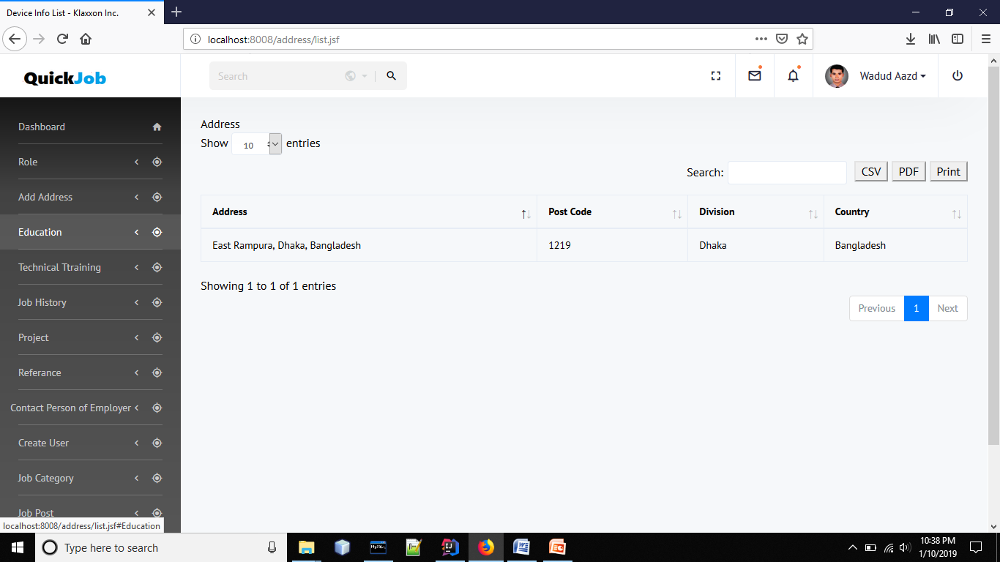 Device Info List - Klaxxon Inc.
localhost:8008/address/list.jsf
QuickJob
Search
Wadud Aazd
Dashboard
Role
Add Address
Education
Technical Ttraining
Job History
Project
Referance
Contact Person of Employer
Create User
Job Category
Job Post
localhost:8008/address/list.jsf#Education
Address
Show 10 entries
Search: CSV PDF Print
Address Post Code Division Country
East Rampura, Dhaka, Bangladesh 1219 Dhaka Bangladesh
Showing 1 to 1 of 1 entries
Previous 1 Next
Type here to search
MySQL
10:38 PM
1/10/2019